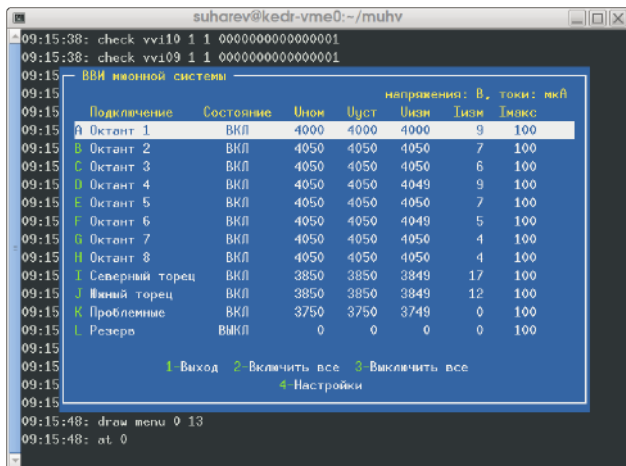 suharev@kedr-vme0:~/muhv
09:15:38: check vvi10 1 1 0000000000000001
09:15:38: check vvi09 1 1 0000000000000001
09:15 ВВИ мюонной системы
09:15 напряжения: В, токи: мкА
09:15 Подключение Состояние Uном Uуст Uизм Iизм Iмакс
09:15 A Октант 1 ВКЛ 4000 4000 4000 9 100
09:15 B Октант 2 ВКЛ 4050 4050 4050 7 100
09:15 C Октант 3 ВКЛ 4050 4050 4050 6 100
09:15 D Октант 4 ВКЛ 4050 4050 4049 9 100
09:15 E Октант 5 ВКЛ 4050 4050 4050 7 100
09:15 F Октант 6 ВКЛ 4050 4050 4049 5 100
09:15 G Октант 7 ВКЛ 4050 4050 4050 4 100
09:15 H Октант 8 ВКЛ 4050 4050 4050 4 100
09:15 I Северный торец ВКЛ 3850 3850 3849 17 100
09:15 J Южный торец ВКЛ 3850 3850 3849 12 100
09:15 K Проблемные ВКЛ 3750 3750 3749 0 100
09:15 L Резерв ВЫКЛ 0 0 0 0 100
09:15
09:15 1-Выход 2-Включить все 3-Выключить все
09:15 4-Настройки
09:15
09:15:48: draw menu 0 13
09:15:48: at 0